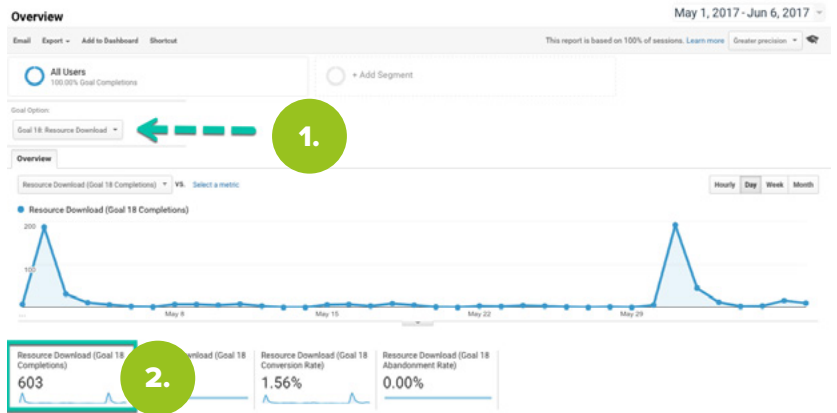 Overview
May 1, 2017 - Jun 6, 2017
Email Export Add to Dashboard Shortcut
This report is based on 100% of sessions. Learn more Greater precision
All Users
100.00% Goal Completions
+ Add Segment
Goal Option:
Goal 18: Resource Download
1.
Overview
Resource Download (Goal 18 Completions) VS. Select a metric
Hourly Day Week Month
Resource Download (Goal 18 Completions)
200
100
...
May 8
May 15
May 22
May 29
Resource Download (Goal 18
Completions)
603
2.
wnload (Goal 18
Resource Download (Goal 18
Conversion Rate)
1.56%
Resource Download (Goal 18
Abandonment Rate)
0.00%